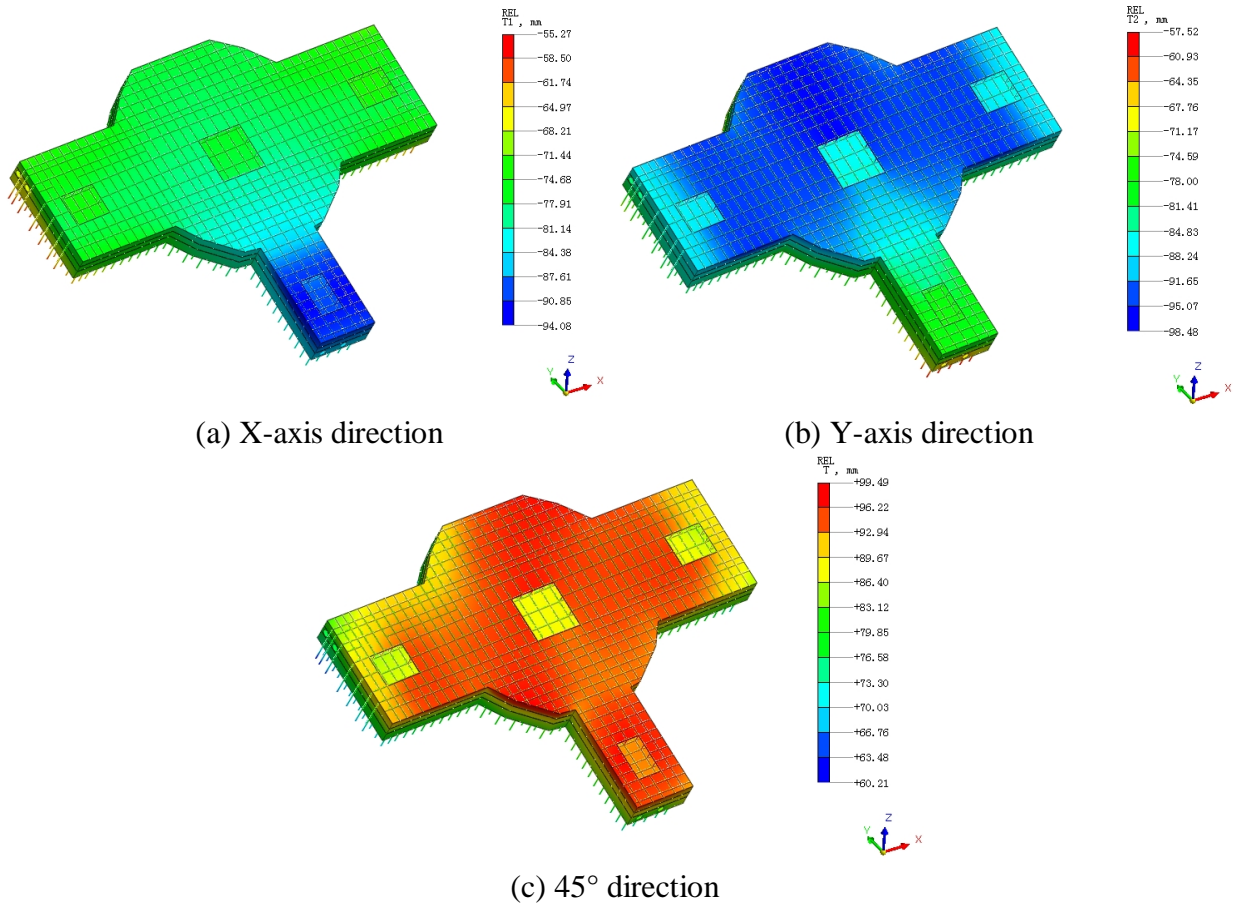 REL
T1 , mm
-55.27
-58.50
-61.74
-64.97
-68.21
-71.44
-74.68
-77.91
-81.14
-84.38
-87.61
-90.85
-94.08
Z
Y
X
(a) X-axis direction
REL
T2 , mm
-57.52
-60.93
-64.35
-67.76
-71.17
-74.59
-78.00
-81.41
-84.83
-88.24
-91.65
-95.07
-98.48
Z
Y
X
(b) Y-axis direction
REL
T , mm
+99.49
+96.22
+92.94
+89.67
+86.40
+83.12
+79.85
+76.58
+73.30
+70.03
+66.76
+63.48
+60.21
Z
Y
X
(c) 45° direction